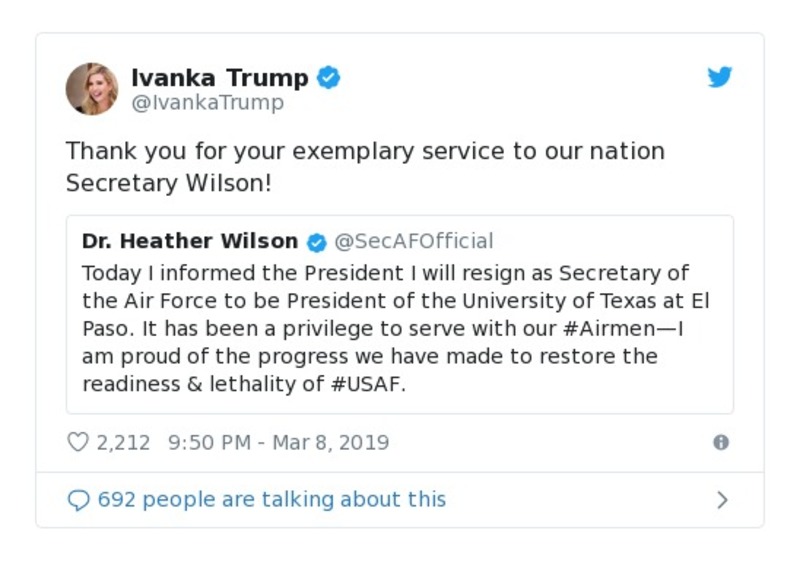 Ivanka Trump
@IvankaTrump
Thank you for your exemplary service to our nation
Secretary Wilson!
Dr. Heather Wilson @SecAFOfficial
Today I informed the President I will resign as Secretary of
the Air Force to be President of the University of Texas at El
Paso. It has been a privilege to serve with our #Airmen—I
am proud of the progress we have made to restore the
readiness & lethality of #USAF.
2,212 9:50 PM - Mar 8, 2019
692 people are talking about this